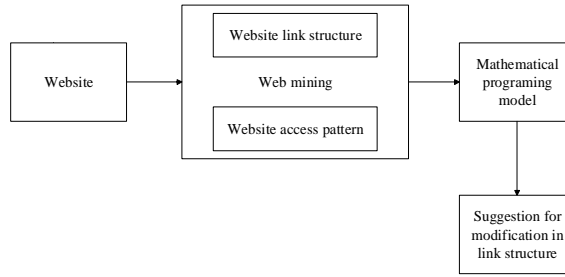 Website
Website link structure
Web mining
Website access pattern
Mathematical
programing
model
Suggestion for
modification in
link structure